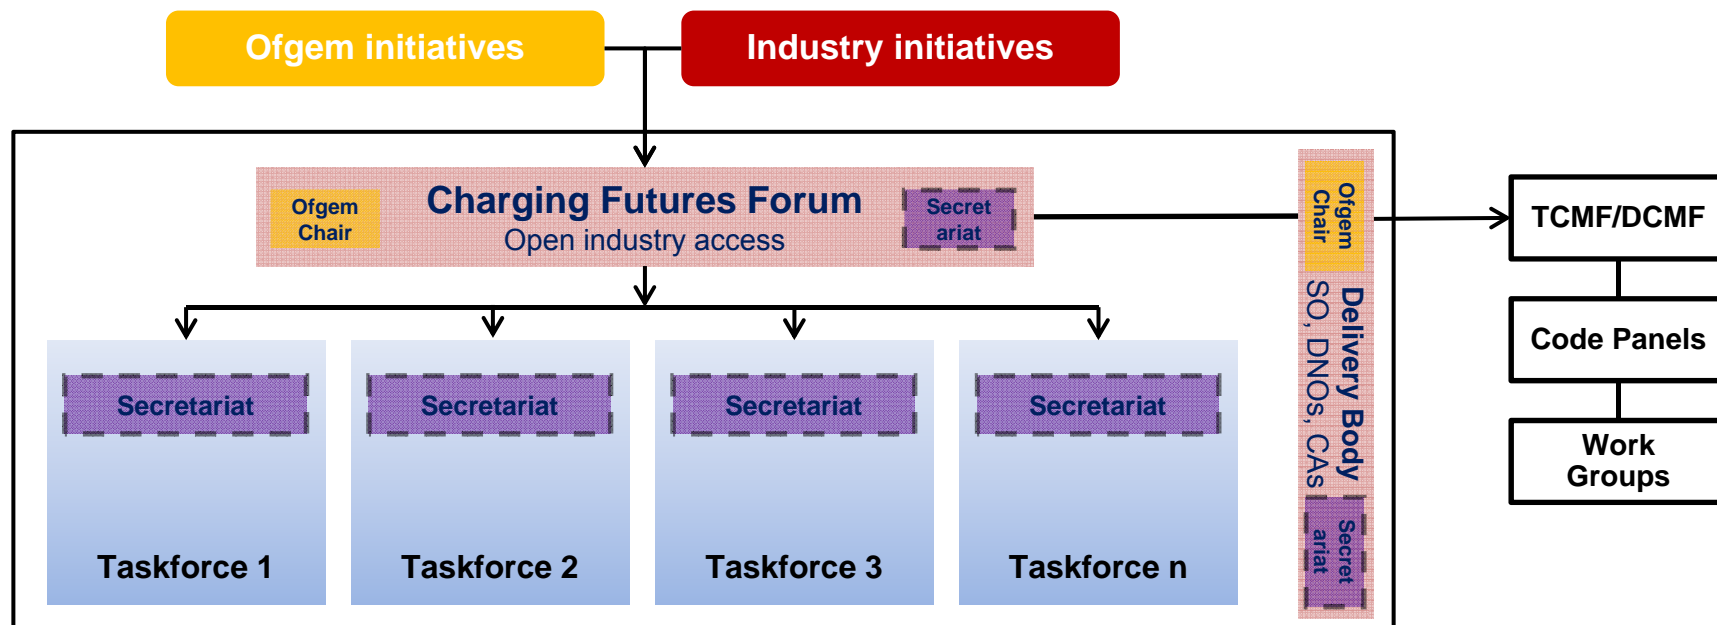 Ofgem initiatives
Industry initiatives
Ofgem
Chair
Charging Futures Forum
Open industry access
Secret
ariat
Ofgem
Chair
Delivery Body
SO, DNOs, CAs
Secret
ariat
TCMF/DCMF
Code Panels
Work
Groups
Secretariat
Secretariat
Secretariat
Secretariat
Taskforce 1
Taskforce 2
Taskforce 3
Taskforce n